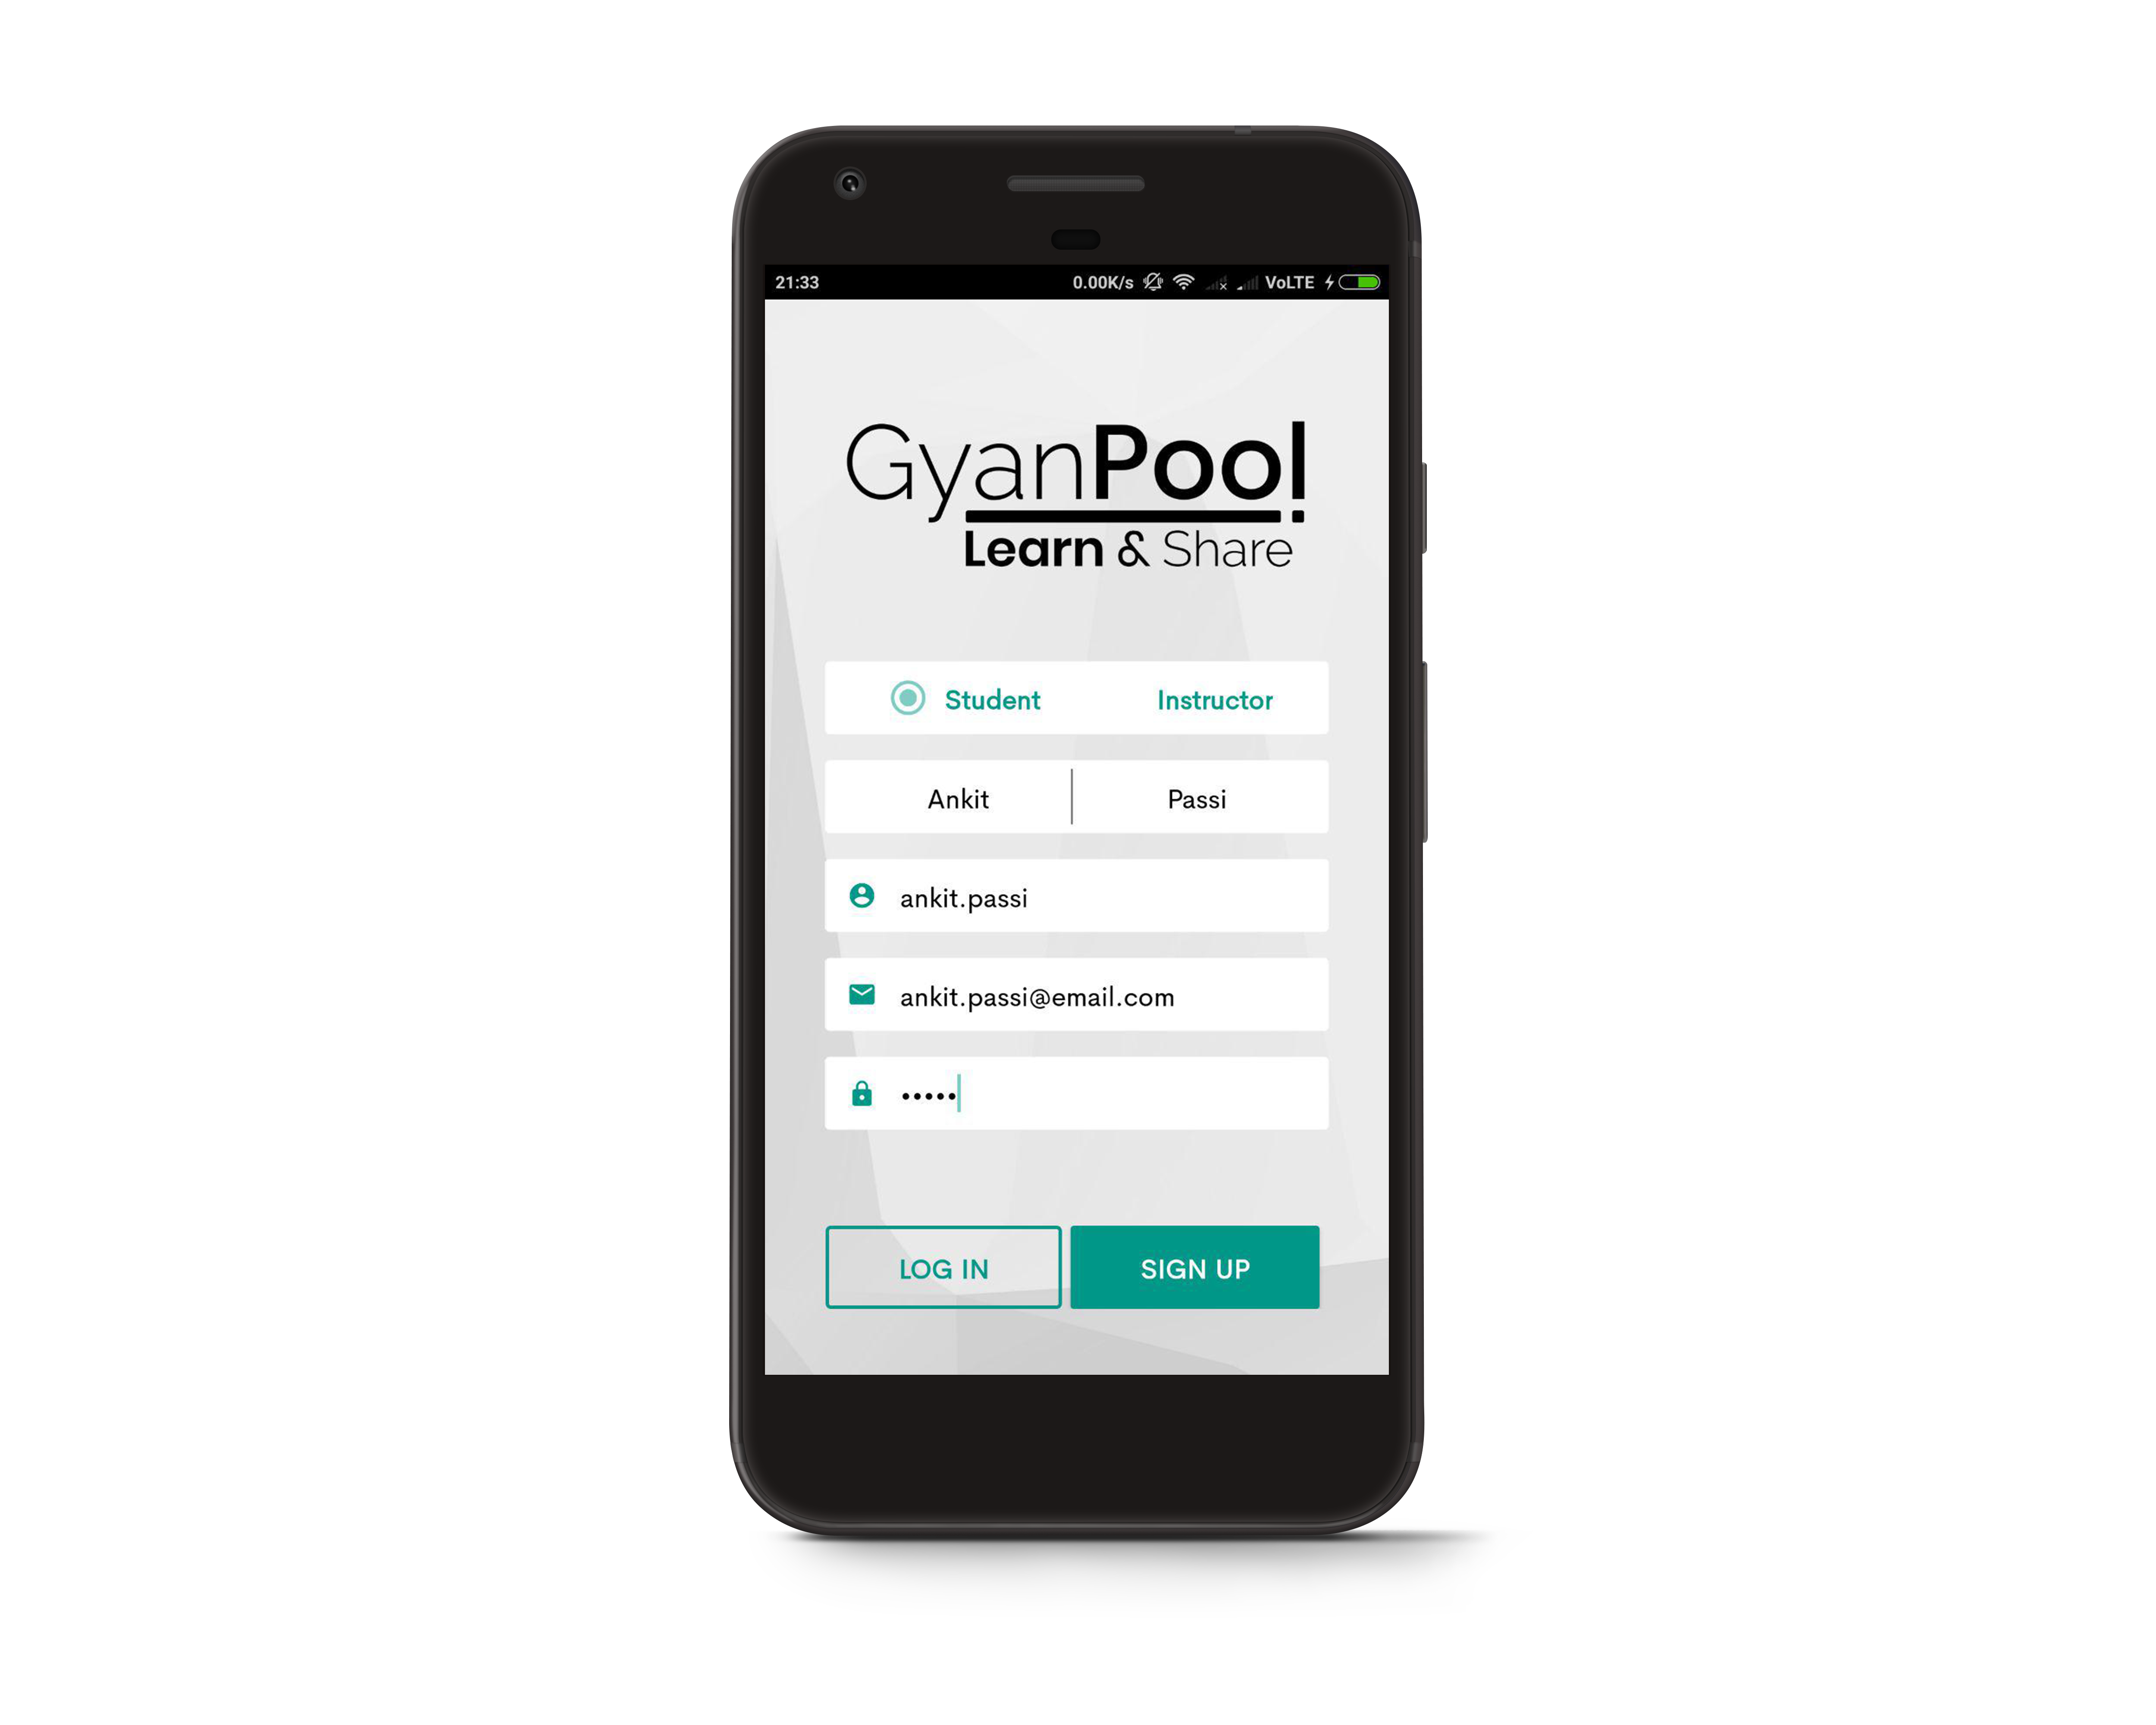 21:33 0.00K/s VoLTE
GyanPool
Learn & Share
Student Instructor
Ankit Passi
ankit.passi
ankit.passi@email.com
•••••
LOG IN SIGN UP